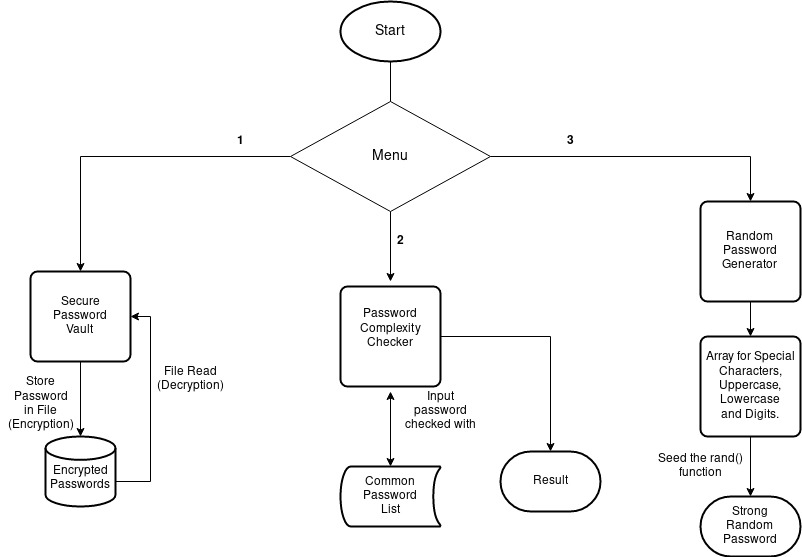 Start
Menu
1
2
3
Secure
Password
Vault
Store
Password
in File
(Encryption)
File Read
(Decryption)
Encrypted
Passwords
Password
Complexity
Checker
Input
password
checked with
Common
Password
List
Result
Random
Password
Generator
Array for Special
Characters,
Uppercase,
Lowercase
and Digits.
Seed the rand()
function
Strong
Random
Password